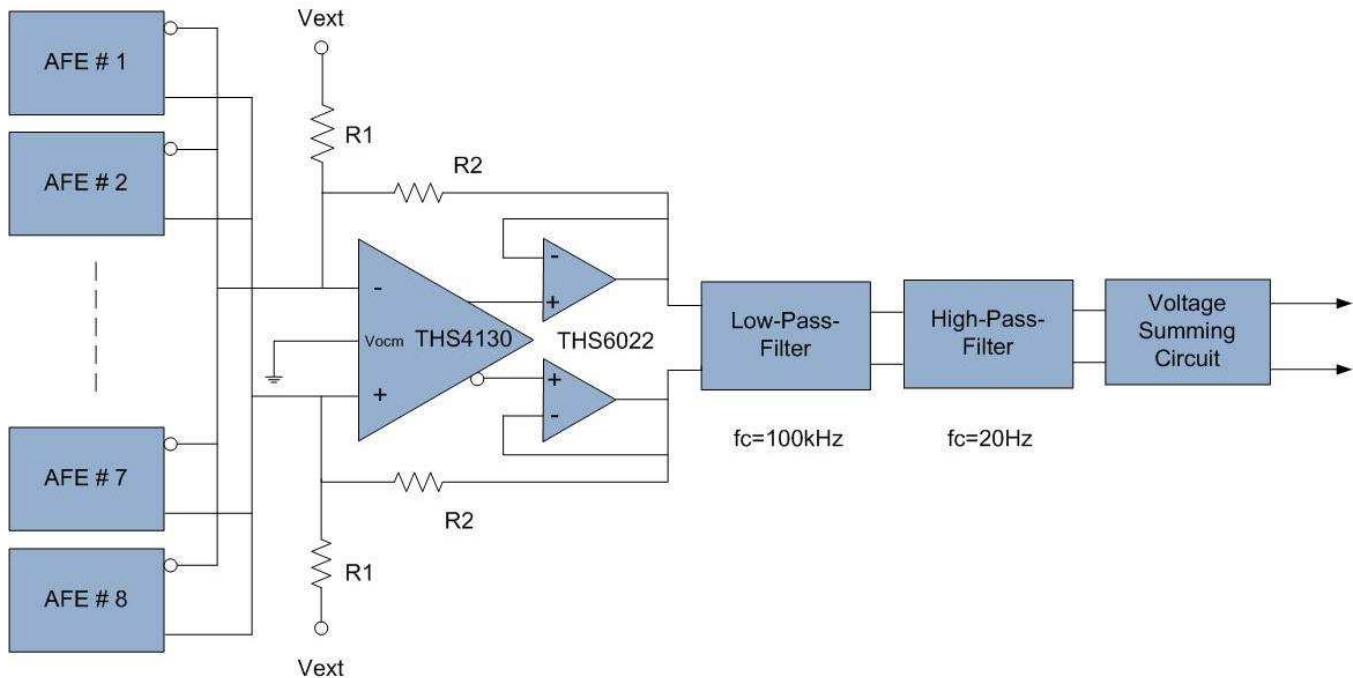 Vext
AFE # 1
R1
AFE # 2
R2
-
-
+
Vocm
THS4130
THS6022
Low-Pass-
Filter
High-Pass-
Filter
Voltage
Summing
Circuit
+
+
-
fc=100kHz
fc=20Hz
AFE # 7
R2
AFE # 8
R1
Vext